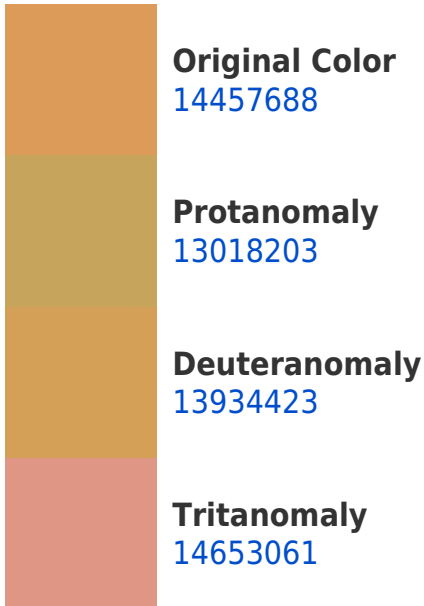 Original Color
14457688
Protanomaly
13018203
Deuteranomaly
13934423
Tritanomaly
14653061